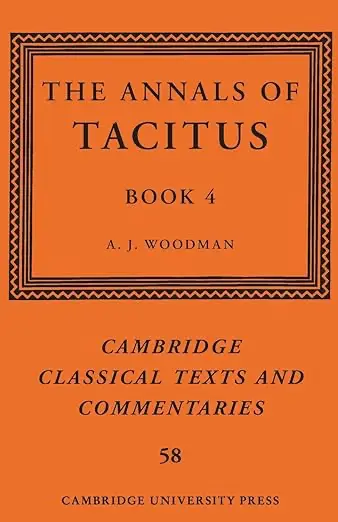 THE ANNALS OF
TACITUS
BOOK 4
A. J. WOODMAN
CAMBRIDGE
CLASSICAL TEXTS AND
COMMENTARIES
58
CAMBRIDGE UNIVERSITY PRESS